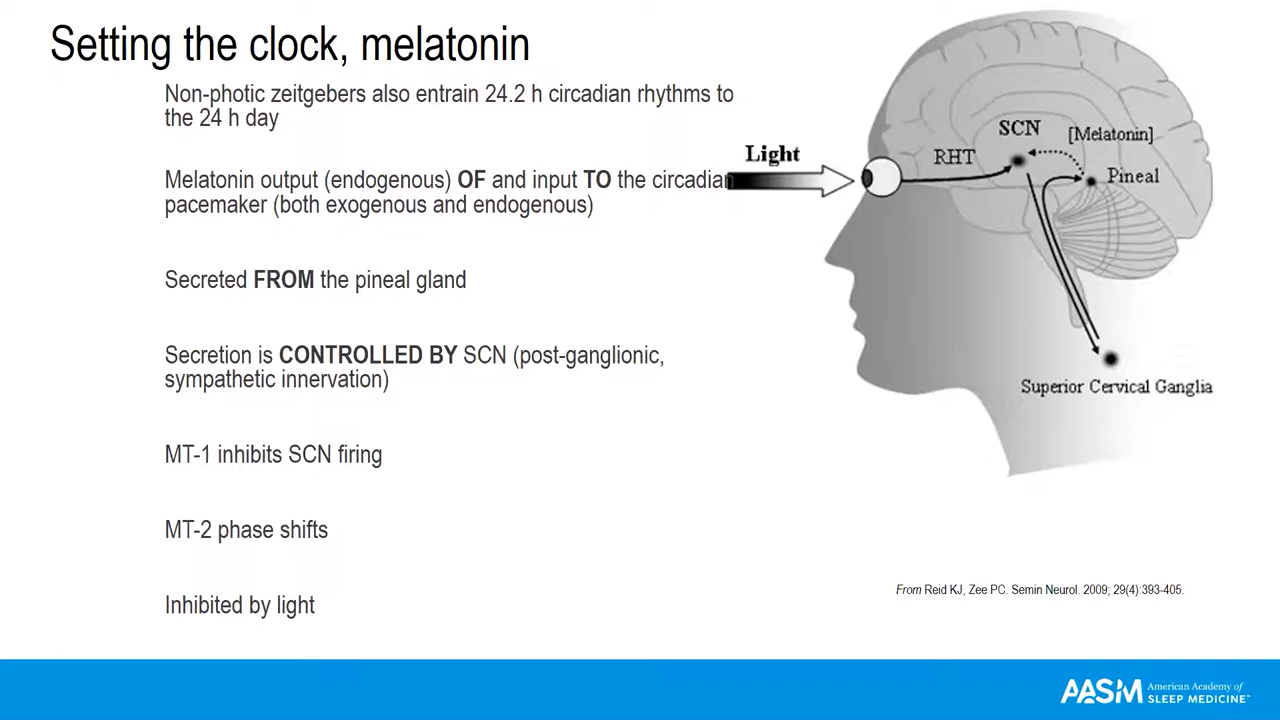 Setting the clock, melatonin
Non-photic zeitgebers also entrain 24.2 h circadian rhythms to
the 24 h day
Melatonin output (endogenous) OF and input TO the circadian
pacemaker (both exogenous and endogenous)
Secreted FROM the pineal gland
Secretion is CONTROLLED BY SCN (post-ganglionic,
sympathetic innervation)
MT-1 inhibits SCN firing
MT-2 phase shifts
Inhibited by light
Light
RHT
SCN
[Melatonin]
Pineal
Superior Cervical Ganglia
From Reid KJ, Zee PC. Semin Neurol. 2009; 29(4):393-405.
AASM
American Academy of
SLEEP MEDICINE™